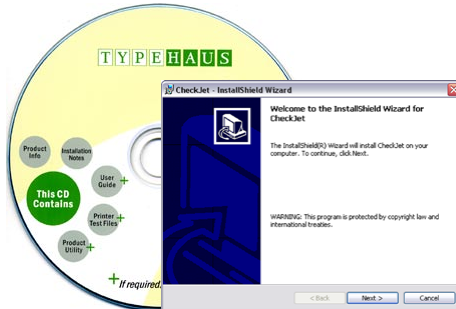 TYPEHAUS
CheckJet - InstallShield Wizard
Welcome to the InstallShield Wizard for
CheckJet
The InstallShield(R) Wizard will install CheckJet on your
computer. To continue, click Next.
WARNING: This program is protected by copyright law and
international treaties.
< Back
Next >
Cancel
Product
Info
Installation
Notes
This CD
Contains
User
Guide +
Printer
Test Files +
Product
Utility +
+If required.